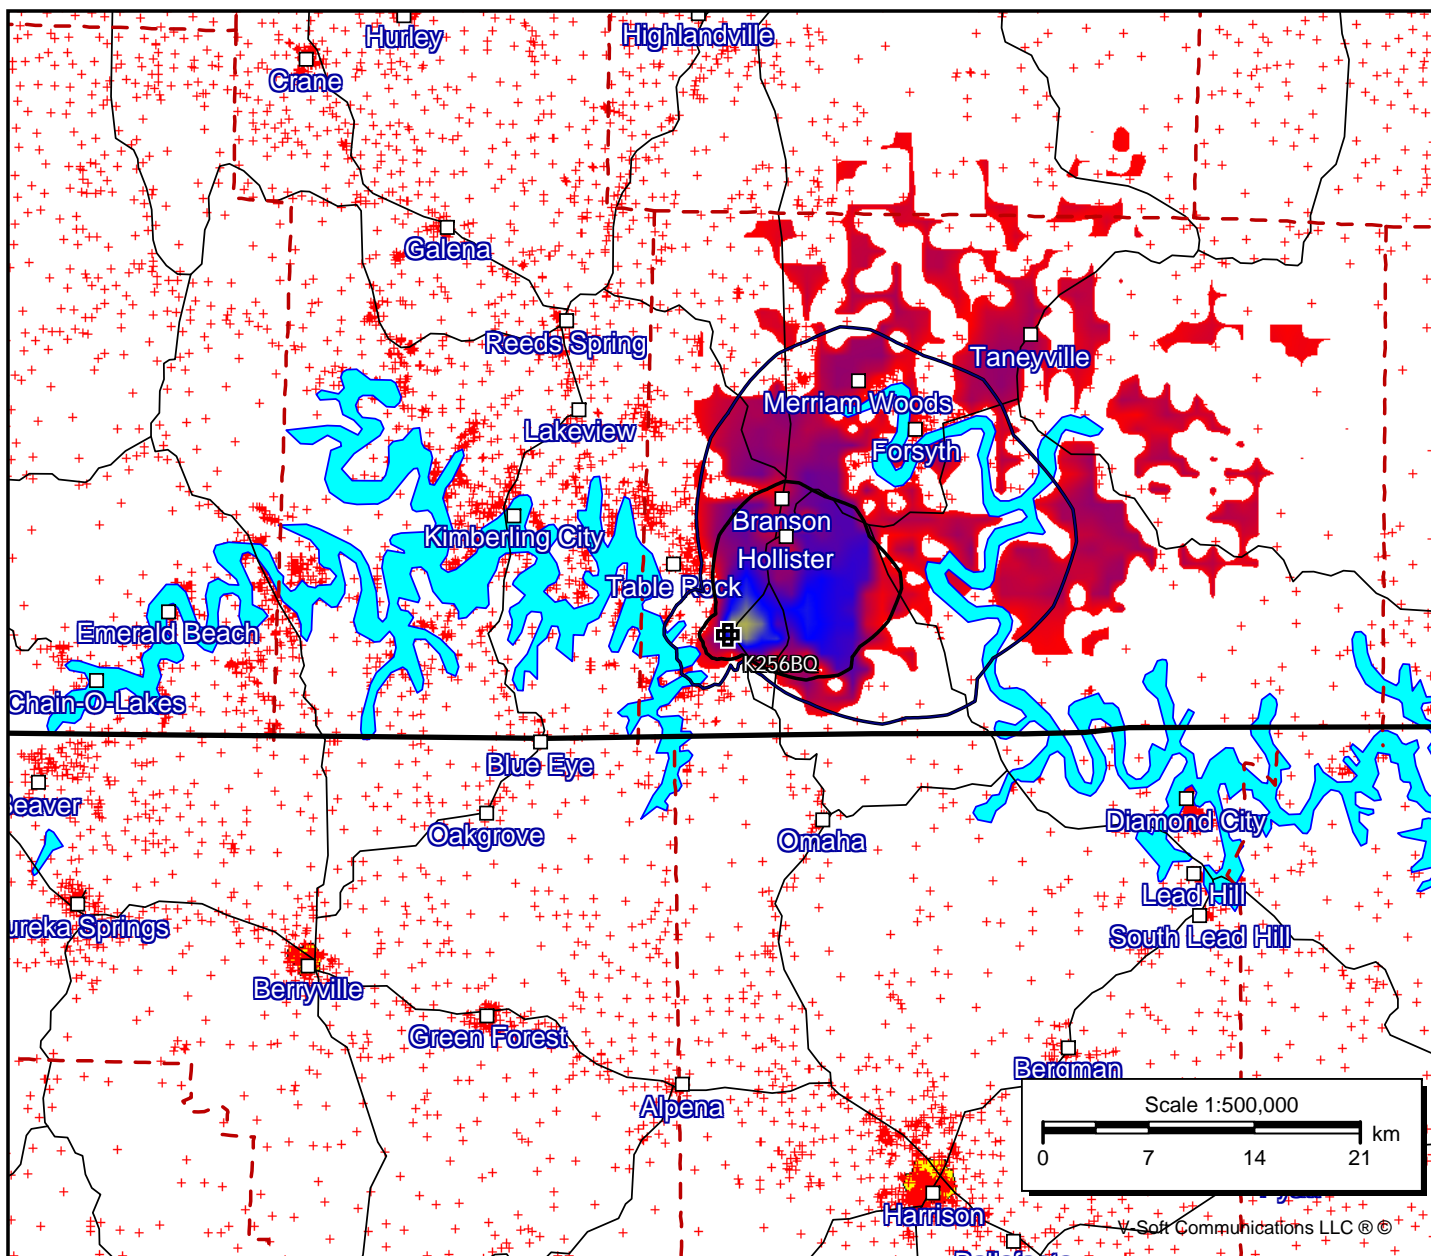 Hurley
Highlandville
Crane
Galena
Reeds Spring
Taneyville
Merriam Woods
Lakeview
Forsyth
Branson
Kimberling City
Hollister
Table Rock
Emerald Beach
K256BQ
Chain-O-Lakes
Blue Eye
Beaver
Oakgrove
Omaha
Diamond City
Lead Hill
ureka Springs
South Lead Hill
Berryville
Green Forest
Bergman
Alpena
Scale 1:500,000
km
0 7 14 21
Harrison
V-Soft Communications LLC ® ©